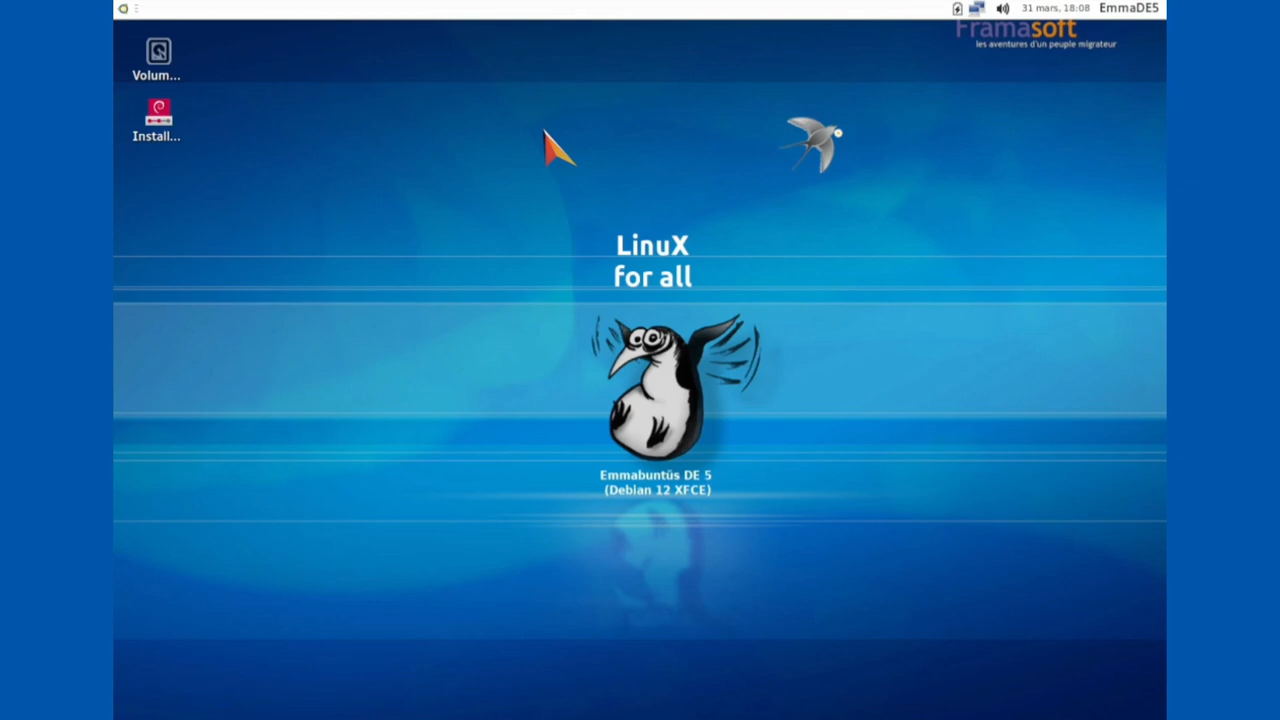 31 mars, 18:08 EmmaDE5
Framasoft
les aventures d'un peuple migrateur
Volum...
Install...
LinuX
for all
Emmabuntüs DE 5
(Debian 12 XFCE)